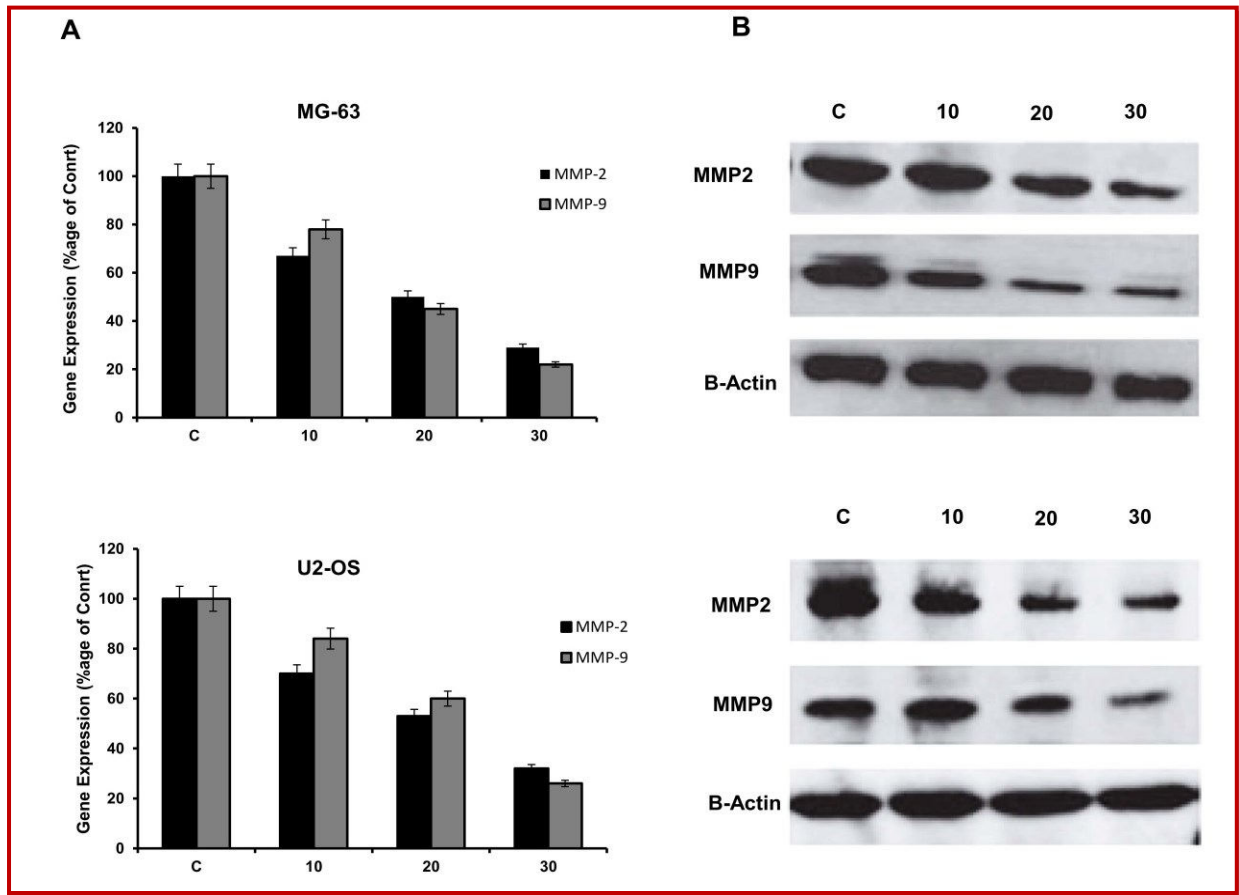 A
MG-63
Gene Expression (%age of Conrt)
120
100
80
60
40
20
0
C 10 20 30
MMP-2
MMP-9
U2-OS
Gene Expression (%age of Conrt)
120
100
80
60
40
20
0
C 10 20 30
MMP-2
MMP-9
B
C 10 20 30
MMP2
MMP9
B-Actin
C 10 20 30
MMP2
MMP9
B-Actin